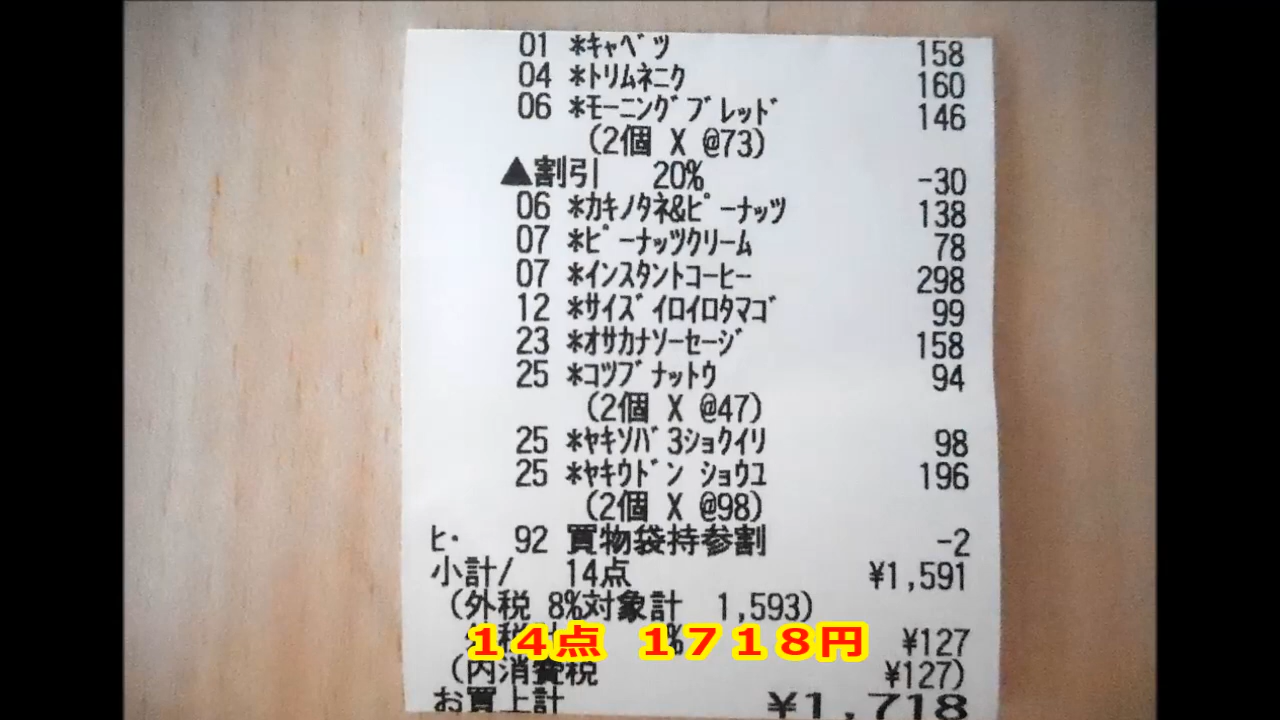 01 *ｷｬﾍﾞﾂ 158
04 *ﾄﾘﾑﾈﾆｸ 160
06 *ﾓｰﾆﾝｸﾞﾌﾞﾚｯﾄﾞ 146
(2個 X @73)
▲割引 20% -30
06 *ｶｷﾉﾀﾈ&ﾋﾟｰﾅｯﾂ 138
07 *ﾋﾟｰﾅｯﾂｸﾘｰﾑ 78
07 *ｲﾝｽﾀﾝﾄｺｰﾋｰ 298
12 *ｻｲｽﾞｲﾛｲﾛﾀﾏｺﾞ 99
23 *ｵｻｶﾅｿｰｾｰｼﾞ 158
25 *ｺﾂﾌﾞﾅｯﾄｳ 94
(2個 X @47)
25 *ﾔｷｿﾊﾞ3ｼｮｸｲﾘ 98
25 *ﾔｷｳﾄﾞﾝ ｼｮｳﾕ 196
(2個 X @98)
ﾋ・ 92 買物袋持参割 -2
小計/ 14点 ¥1,591
(外税 8%対象計 1,593)
外税 % ¥127
14点 1718円
(内消費税 ¥127)
お買上計 ¥1,718